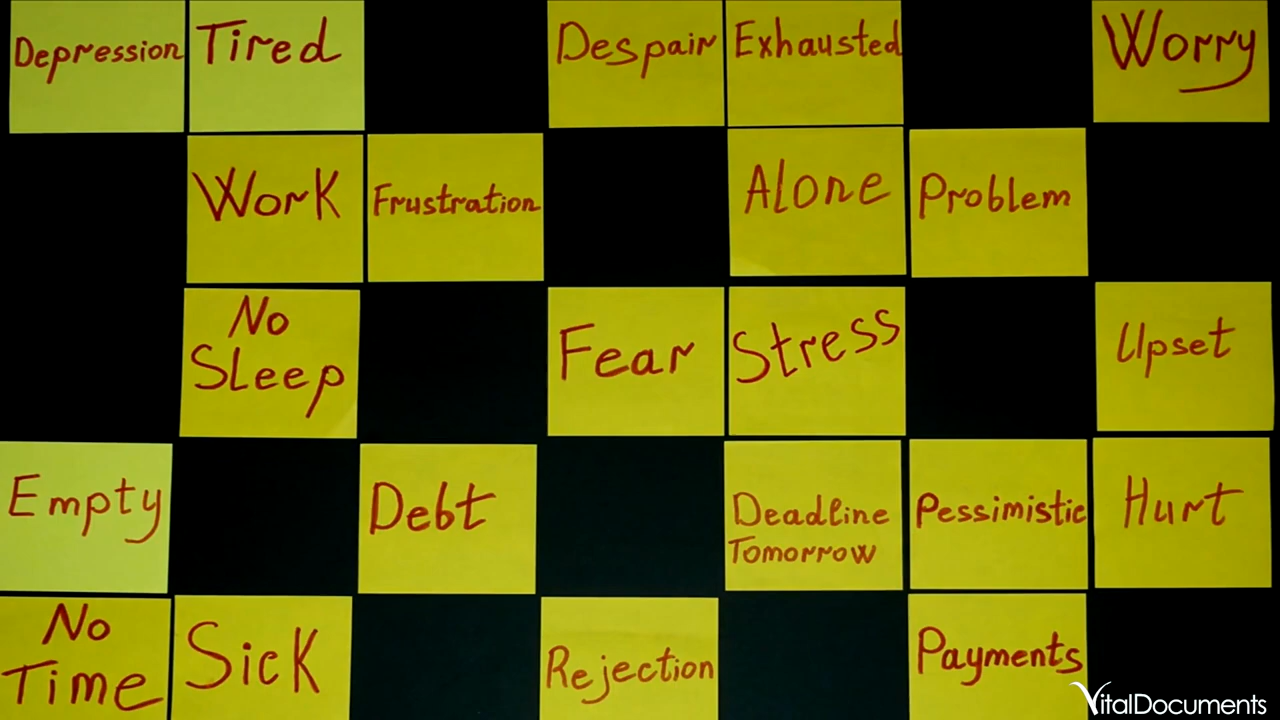 Depression
Tired
Despair
Exhausted
Worry
Work
Frustration
Alone
Problem
No
Sleep
Fear
Stress
Upset
Empty
Debt
Deadline
Tomorrow
Pessimistic
Hurt
No
Time
Sick
Rejection
Payments
VitalDocuments